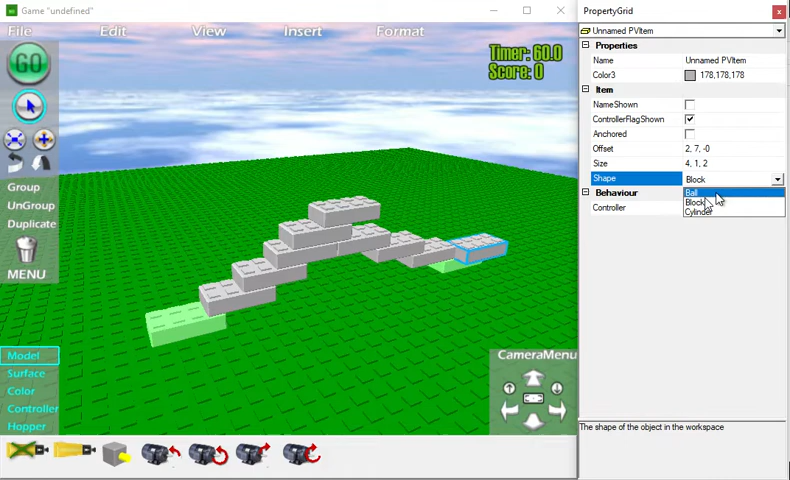 Game "undefined"
File Edit View Insert Format
GO
Timer: 60.0
Score: 0
Group
UnGroup
Duplicate
MENU
Model
Surface
Color
Controller
Hopper
CameraMenu
PropertyGrid
x
Unnamed PVItem
Properties
Name Unnamed PVItem
Color3 178,178,178
Item
NameShown
ControllerFlagShown
Anchored
Offset 2, 7, -0
Size 4, 1, 2
Shape Block
Ball
Block
Cylinder
Behaviour
Controller
The shape of the object in the workspace